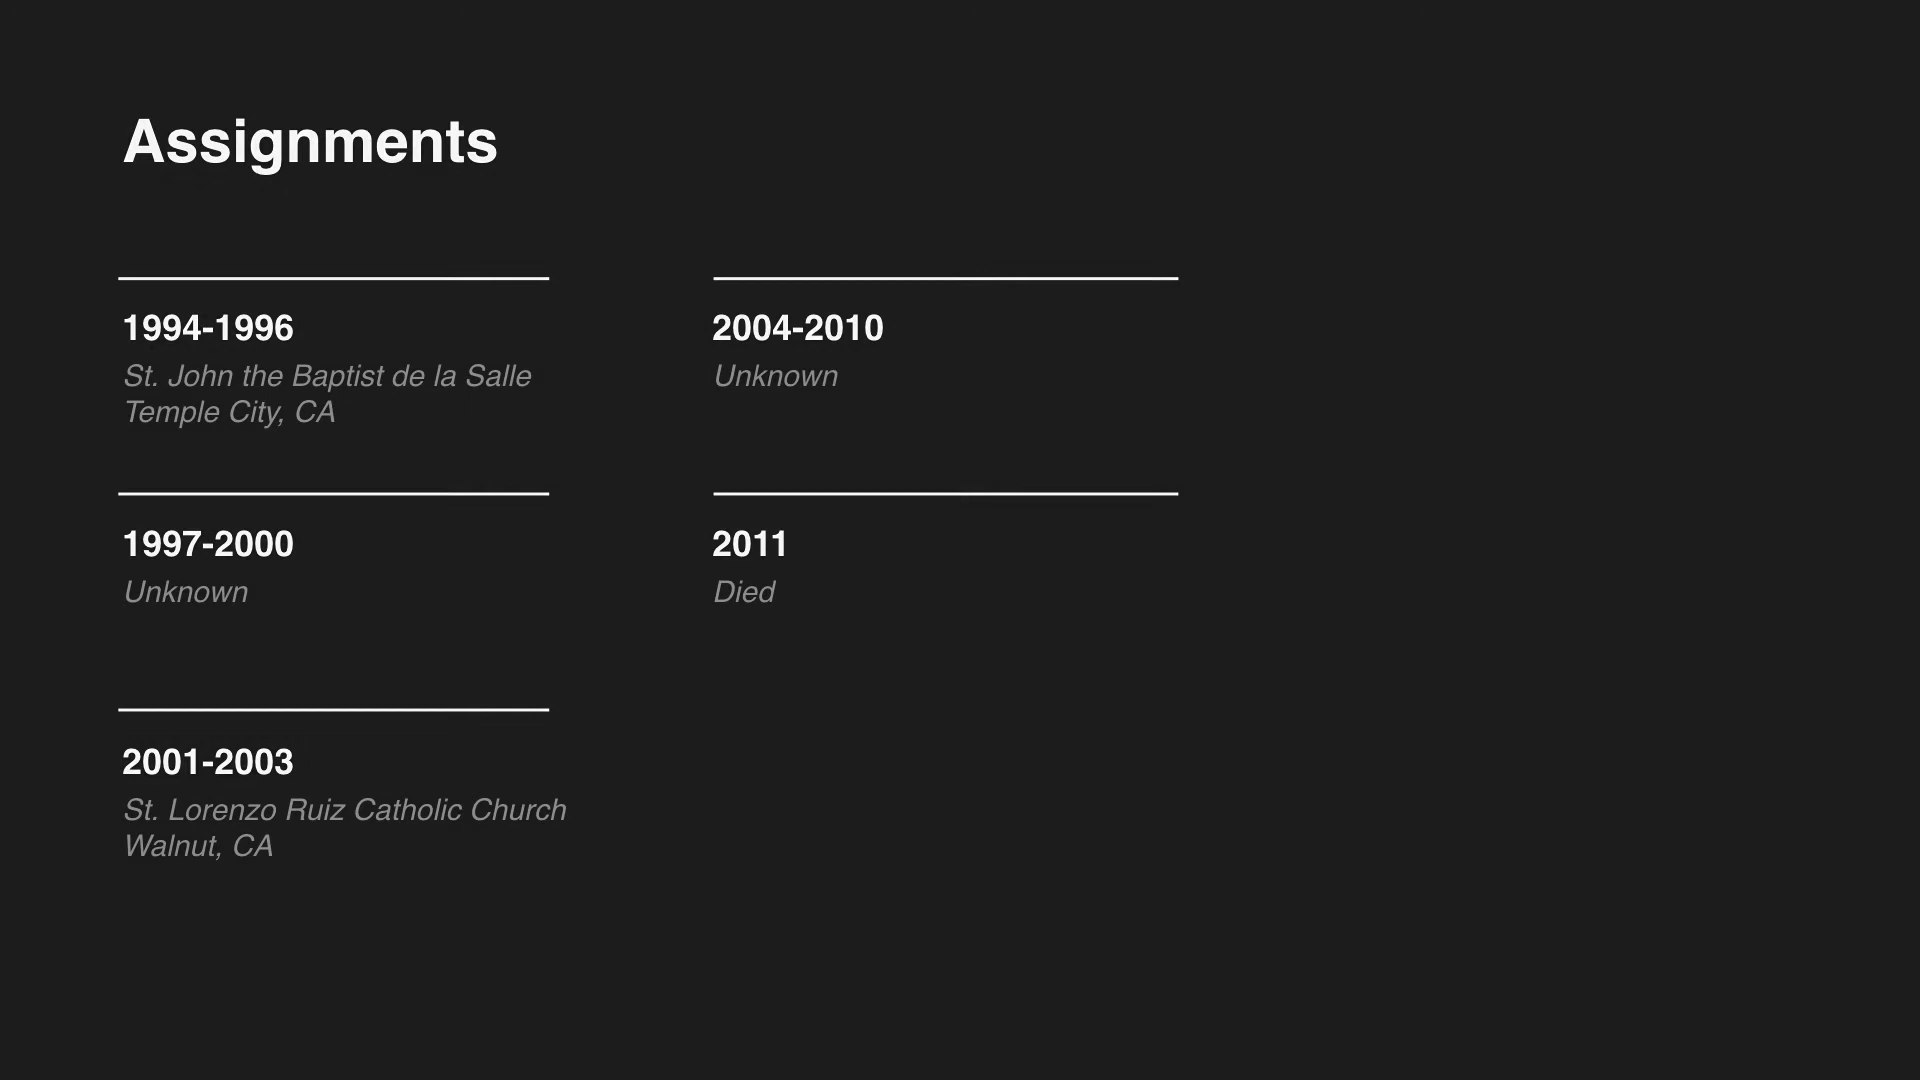 Assignments
1994-1996
St. John the Baptist de la Salle
Temple City, CA
1997-2000
Unknown
2001-2003
St. Lorenzo Ruiz Catholic Church
Walnut, CA
2004-2010
Unknown
2011
Died